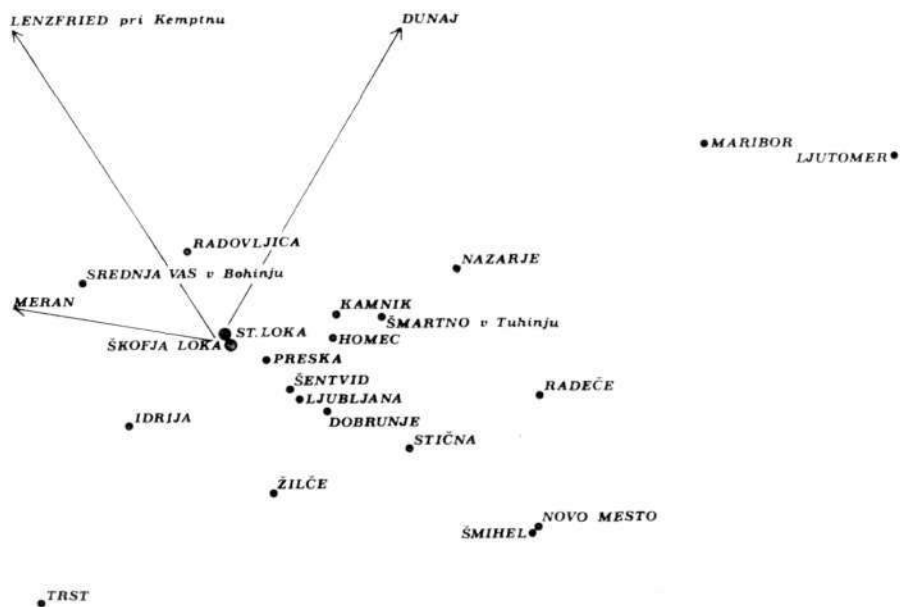 LENZFRIED pri Kemptnu
DUNAJ
MARIBOR
LJUTOMER
RADOVLJICA
NAZARJE
SREDNJA VAS v Bohinju
MERAN
KAMNIK
ŠMARTNO v Tuhinju
ST. LOKA
HOMEC
ŠKOFJA LOKA
PRESKA
ŠENTVID
RADEČE
LJUBLJANA
IDRIJA
DOBRUNJE
STIČNA
ŽILČE
NOVO MESTO
ŠMIHEL
TRST